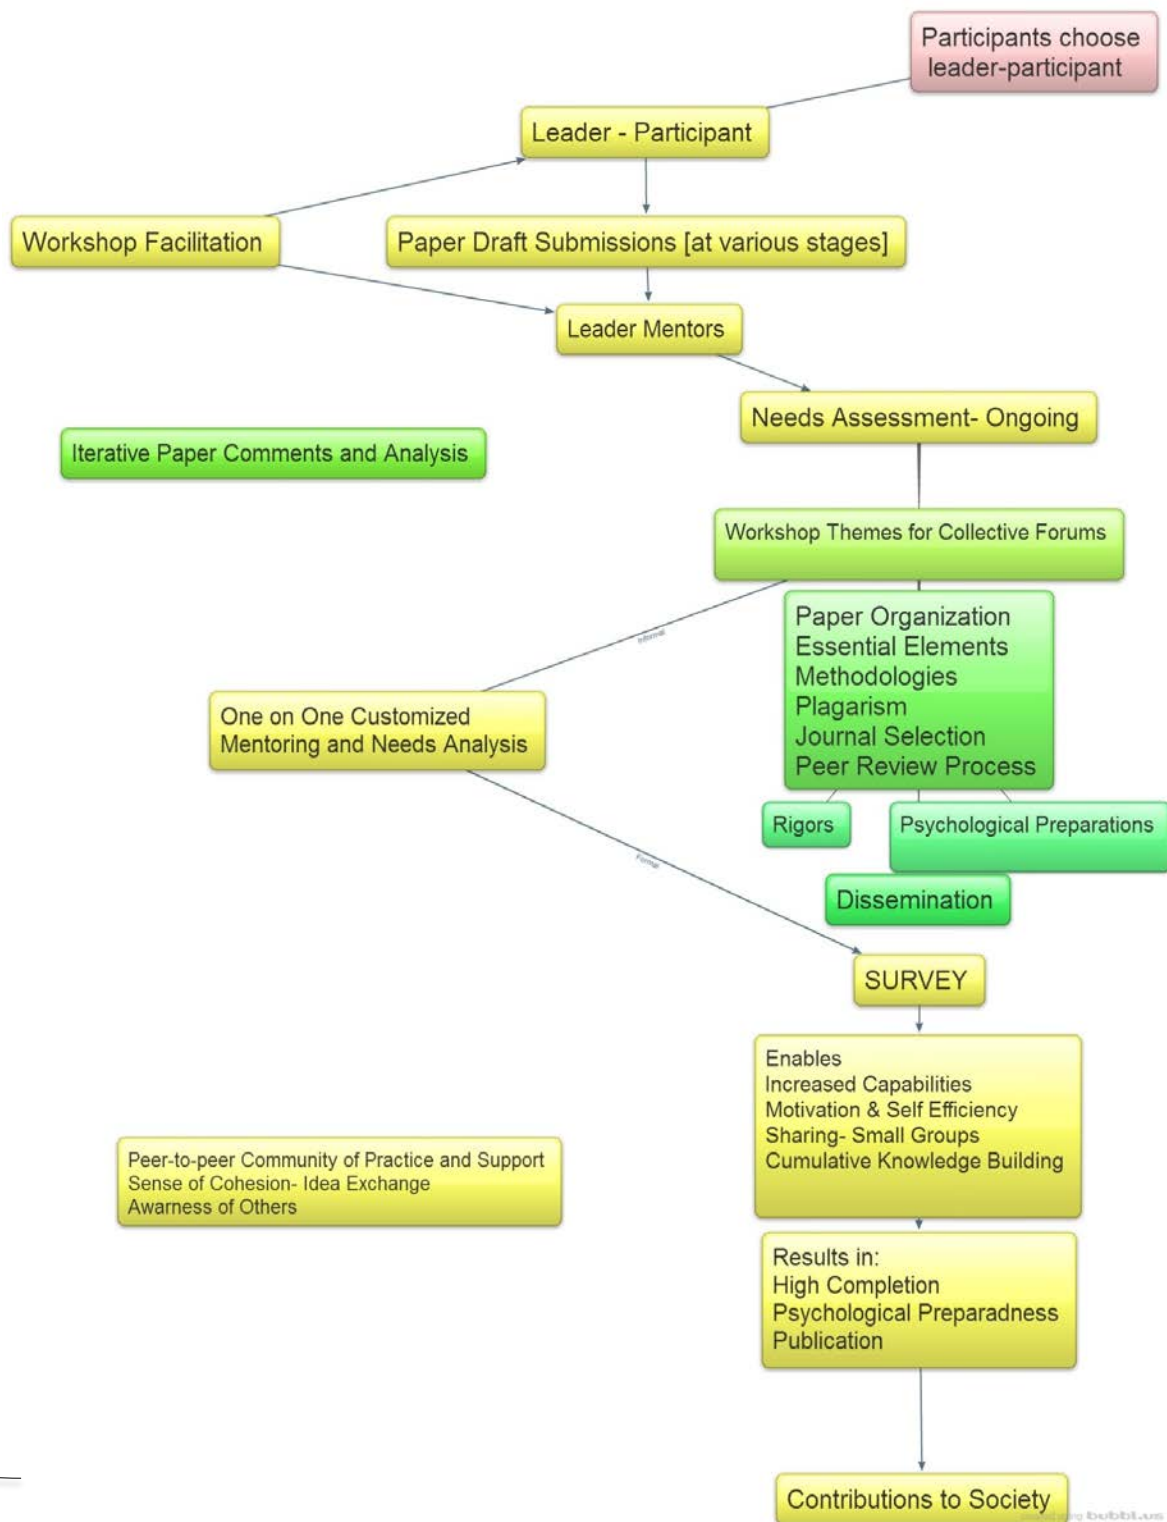 Participants choose
leader-participant
Leader - Participant
Workshop Facilitation
Paper Draft Submissions [at various stages]
Leader Mentors
Needs Assessment- Ongoing
Iterative Paper Comments and Analysis
Workshop Themes for Collective Forums
Informal
Paper Organization
Essential Elements
Methodologies
Plagarism
Journal Selection
Peer Review Process
One on One Customized
Mentoring and Needs Analysis
Rigors
Psychological Preparations
Formal
Dissemination
SURVEY
Enables
Increased Capabilities
Motivation & Self Efficiency
Sharing- Small Groups
Cumulative Knowledge Building
Peer-to-peer Community of Practice and Support
Sense of Cohesion- Idea Exchange
Awarness of Others
Results in:
High Completion
Psychological Preparadness
Publication
Contributions to Society
bubbl.us